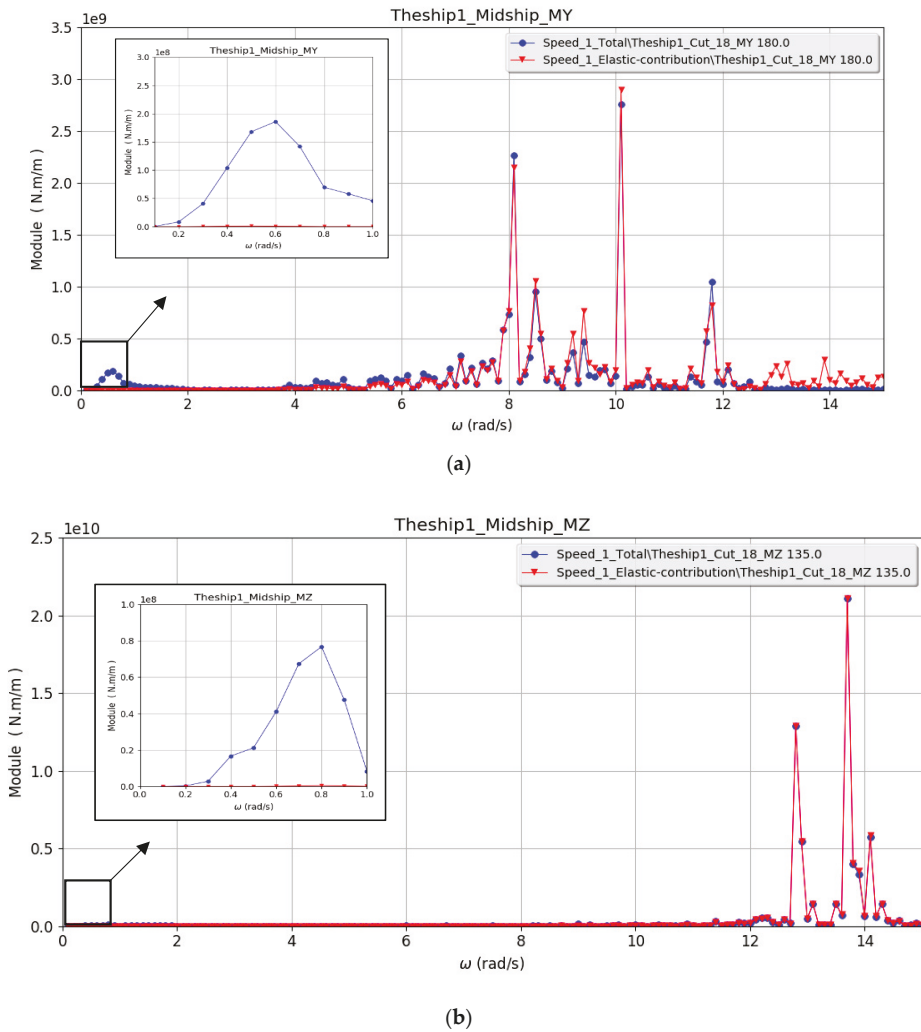 Theship1_Midship_MY
1e9
3.5
3.0
2.5
2.0
1.5
1.0
0.5
0.0
Module ( N.m/m )
Speed_1_Total\Theship1_Cut_18_MY 180.0
Speed_1_Elastic-contribution\Theship1_Cut_18_MY 180.0
Theship1_Midship_MY
1e8
3.0
2.5
2.0
1.5
1.0
0.5
0.0
Module ( N.m/m )
0.2 0.4 0.6 0.8 1.0
ω (rad/s)
0 2 4 6 8 10 12 14
ω (rad/s)
(a)
Theship1_Midship_MZ
1e10
2.5
2.0
1.5
1.0
0.5
0.0
Module ( N.m/m )
Speed_1_Total\Theship1_Cut_18_MZ 135.0
Speed_1_Elastic-contribution\Theship1_Cut_18_MZ 135.0
Theship1_Midship_MZ
1e8
1.0
0.8
0.6
0.4
0.2
0.0
Module ( N.m/m )
0.0 0.2 0.4 0.6 0.8 1.0
ω (rad/s)
0 2 4 6 8 10 12 14
ω (rad/s)
(b)